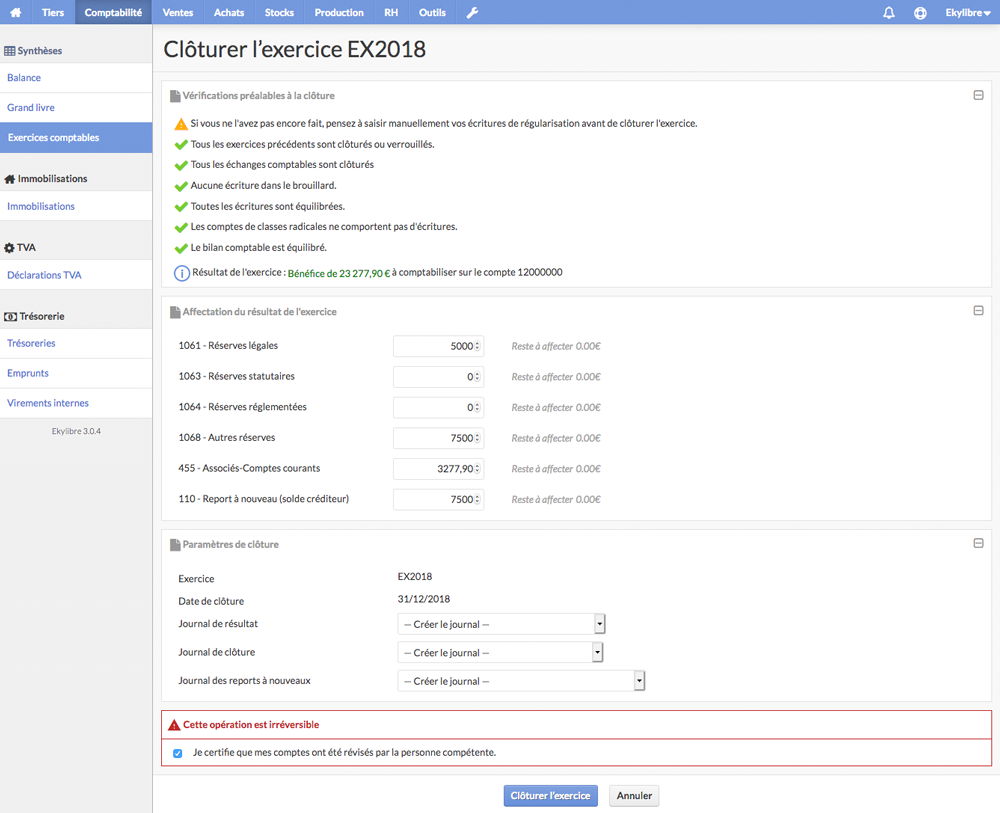 Tiers Comptabilité Ventes Achats Stocks Production RH Outils Ekylibre
Synthèses
Balance
Grand livre
Exercices comptables
Immobilisations
Immobilisations
TVA
Déclarations TVA
Trésorerie
Trésoreries
Emprunts
Virements internes
Ekylibre 3.0.4
Clôturer l’exercice EX2018
Vérifications préalables à la clôture
Si vous ne l'avez pas encore fait, pensez à saisir manuellement vos écritures de régularisation avant de clôturer l'exercice.
Tous les exercices précédents sont clôturés ou verrouillés.
Tous les échanges comptables sont clôturés
Aucune écriture dans le brouillard.
Toutes les écritures sont équilibrées.
Les comptes de classes radicales ne comportent pas d'écritures.
Le bilan comptable est équilibré.
Résultat de l'exercice : Bénéfice de 23 277,90 € à comptabiliser sur le compte 12000000
Affectation du résultat de l'exercice
1061 - Réserves légales 5000 Reste à affecter 0.00€
1063 - Réserves statutaires 0 Reste à affecter 0.00€
1064 - Réserves réglementées 0 Reste à affecter 0.00€
1068 - Autres réserves 7500 Reste à affecter 0.00€
455 - Associés-Comptes courants 3277,90 Reste à affecter 0.00€
110 - Report à nouveau (solde créditeur) 7500 Reste à affecter 0.00€
Paramètres de clôture
Exercice EX2018
Date de clôture 31/12/2018
Journal de résultat -- Créer le journal --
Journal de clôture -- Créer le journal --
Journal des reports à nouveaux -- Créer le journal --
Cette opération est irréversible
Je certifie que mes comptes ont été révisés par la personne compétente.
Clôturer l’exercice Annuler